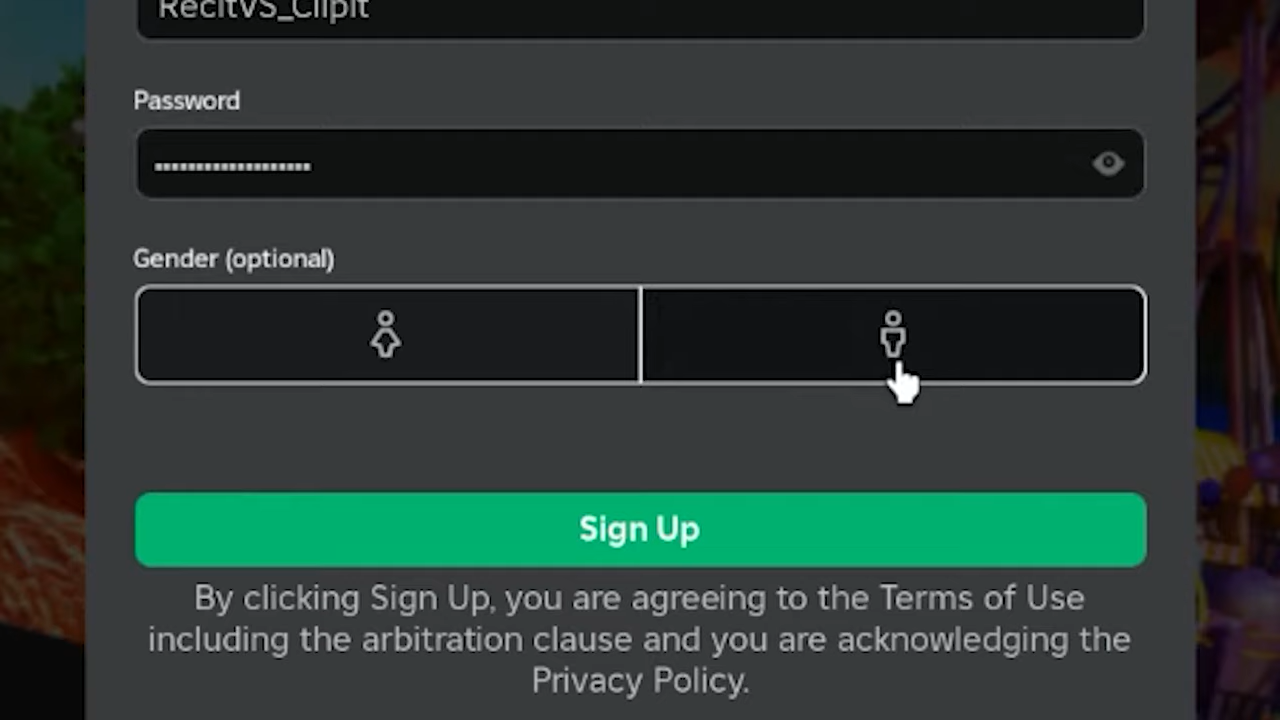 RecitVS_Clipit
Password
Gender (optional)
Sign Up
By clicking Sign Up, you are agreeing to the Terms of Use
including the arbitration clause and you are acknowledging the
Privacy Policy.